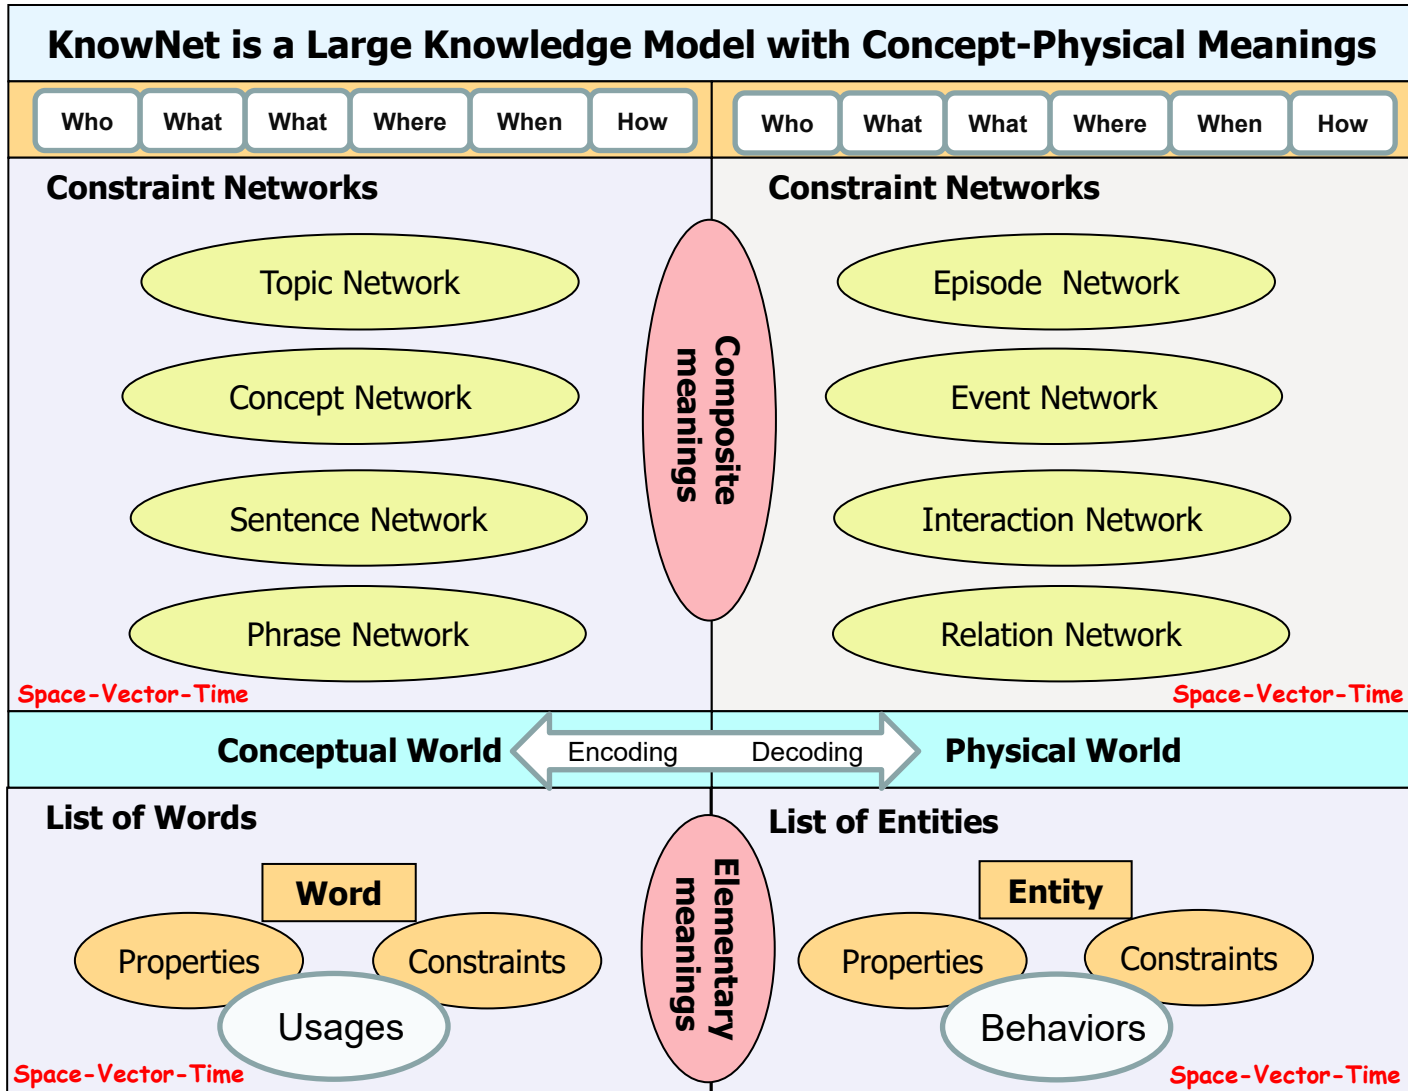 KnowNet is a Large Knowledge Model with Concept-Physical Meanings
Who What What Where When How
Who What What Where When How
Constraint Networks
Topic Network
Concept Network
Sentence Network
Phrase Network
Space-Vector-Time
Composite
meanings
Constraint Networks
Episode Network
Event Network
Interaction Network
Relation Network
Space-Vector-Time
Conceptual World
Encoding
Decoding
Physical World
List of Words
Word
Properties
Constraints
Usages
Space-Vector-Time
Elementary
meanings
List of Entities
Entity
Properties
Constraints
Behaviors
Space-Vector-Time